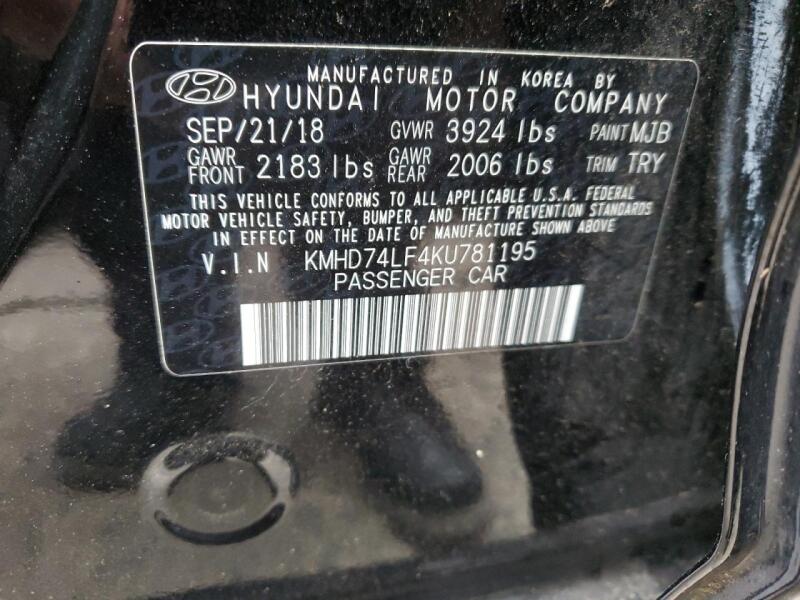 MANUFACTURED IN KOREA BY
HYUNDAI MOTOR COMPANY
SEP/21/18 GVWR 3924 lbs PAINT MJB
GAWR FRONT 2183 lbs GAWR REAR 2006 lbs TRIM TRY
THIS VEHICLE CONFORMS TO ALL APPLICABLE U.S.A. FEDERAL
MOTOR VEHICLE SAFETY, BUMPER, AND THEFT PREVENTION STANDARDS
IN EFFECT ON THE DATE OF MANUFACTURE SHOWN ABOVE
V.I.N KMHD74LF4KU781195
PASSENGER CAR